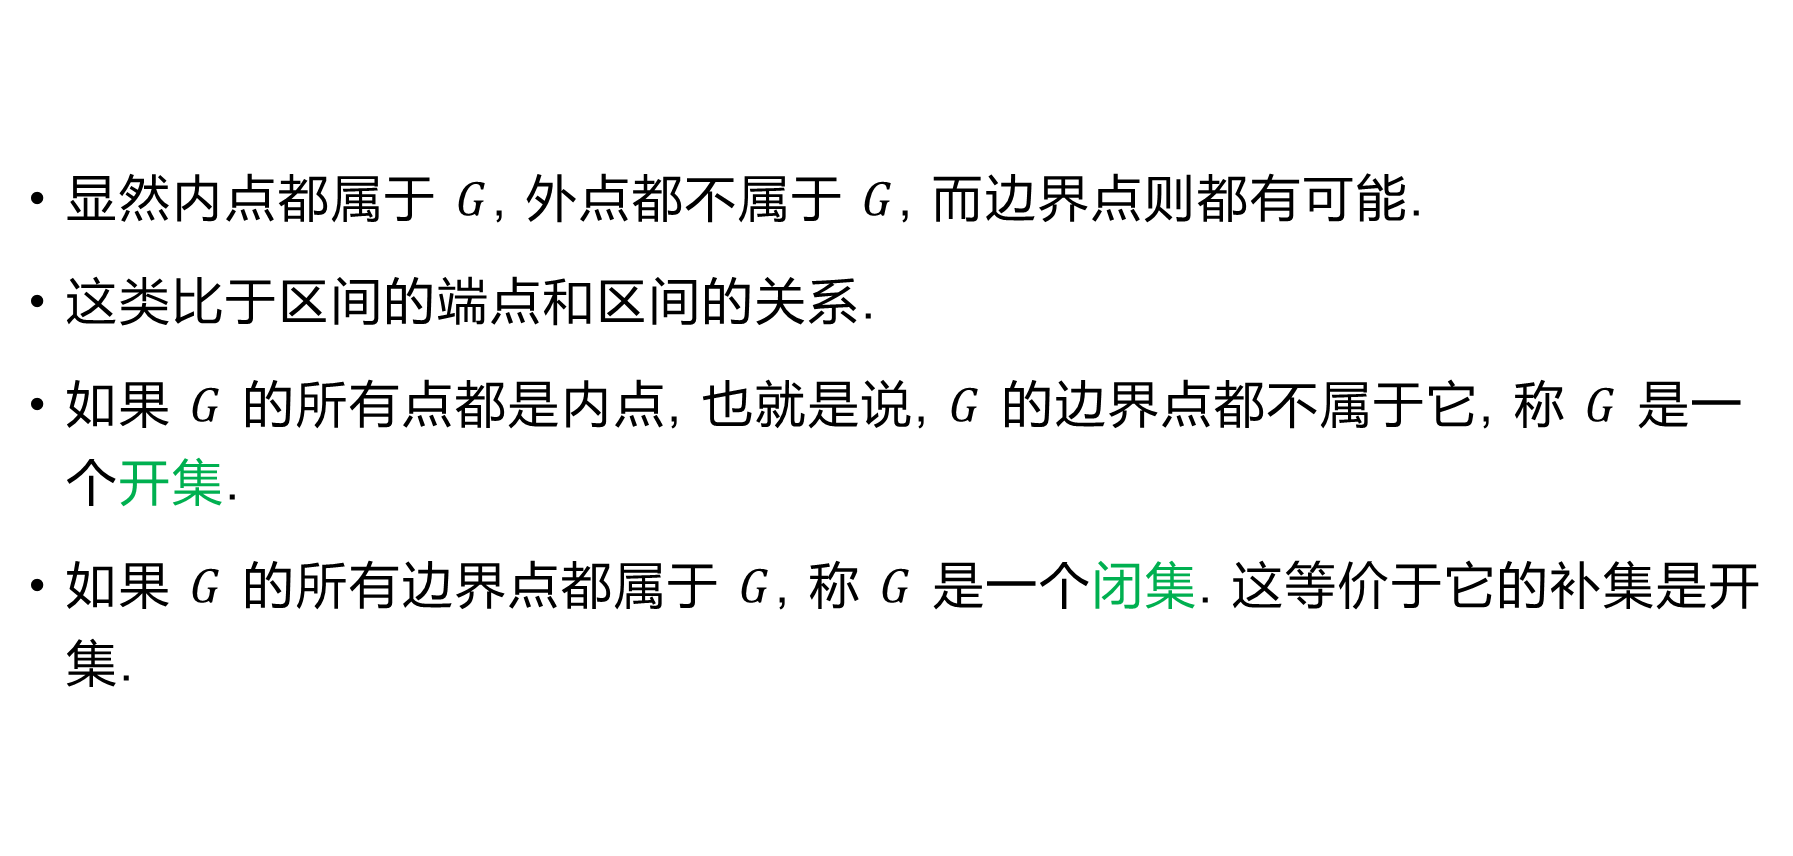 • 显然内点都属于 G, 外点都不属于 G, 而边界点则都有可能.
• 这类比于区间的端点和区间的关系.
• 如果 G 的所有点都是内点, 也就是说, G 的边界点都不属于它, 称 G 是一
个开集.
• 如果 G 的所有边界点都属于 G, 称 G 是一个闭集. 这等价于它的补集是开
集.